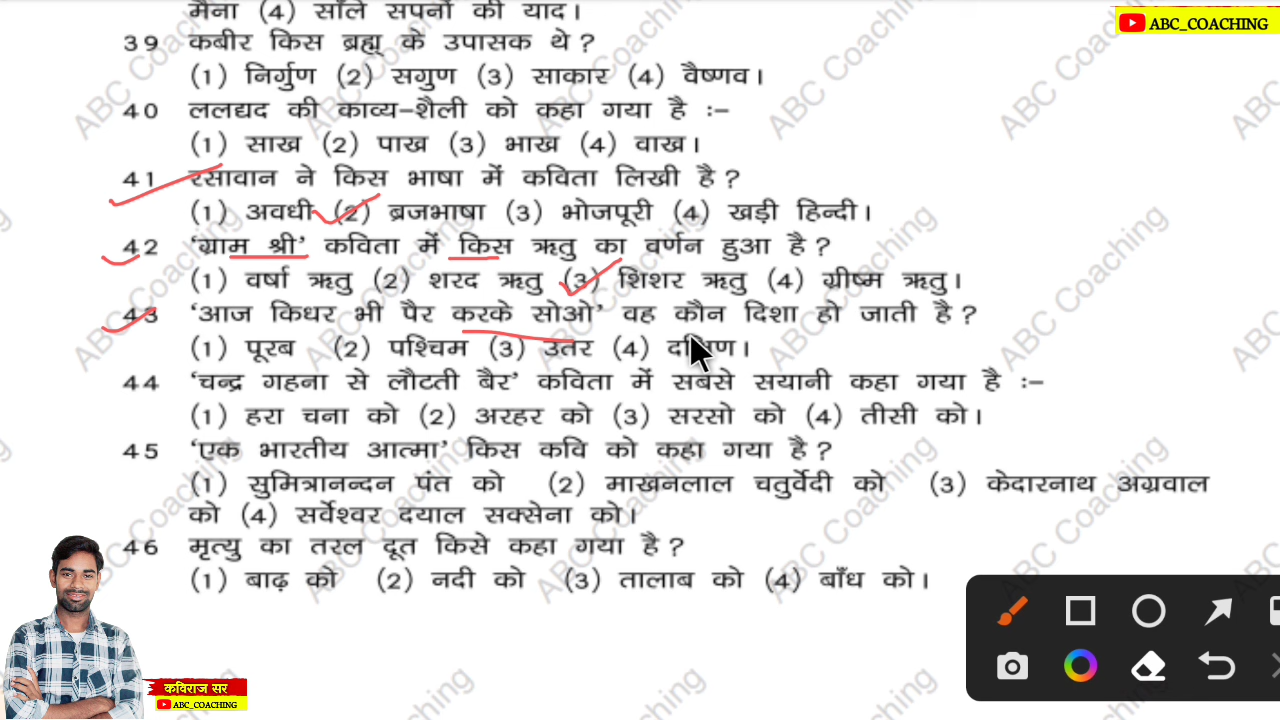 मैना (4) साँले सपनों की याद।
ABC_COACHING
39 कबीर किस ब्रह्म के उपासक थे ?
(1) निर्गुण (2) सगुण (3) साकार (4) वैष्णव।
40 ललद्यद की काव्य-शैली को कहा गया है :-
(1) साख (2) पाख (3) भाख (4) वाख।
41 रसावान ने किस भाषा में कविता लिखी है ?
(1) अवधी (2) ब्रजभाषा (3) भोजपूरी (4) खड़ी हिन्दी।
42 'ग्राम श्री' कविता में किस ऋतु का वर्णन हुआ है ?
(1) वर्षा ऋतु (2) शरद ऋतु (3) शिशर ऋतु (4) ग्रीष्म ऋतु।
43 'आज किधर भी पैर करके सोओ' वह कौन दिशा हो जाती है ?
(1) पूरब (2) पश्चिम (3) उतर (4) दक्षिण।
44 'चन्द्र गहना से लौटती बैर' कविता में सबसे सयानी कहा गया है :-
(1) हरा चना को (2) अरहर को (3) सरसो को (4) तीसी को।
45 'एक भारतीय आत्मा' किस कवि को कहा गया है ?
(1) सुमित्रानन्दन पंत को (2) माखनलाल चतुर्वेदी को (3) केदारनाथ अग्रवाल
को (4) सर्वेश्वर दयाल सक्सेना को।
46 मृत्यु का तरल दूत किसे कहा गया है ?
(1) बाढ़ को (2) नदी को (3) तालाब को (4) बाँध को।
कविराज सर
ABC_COACHING
ABC Coaching